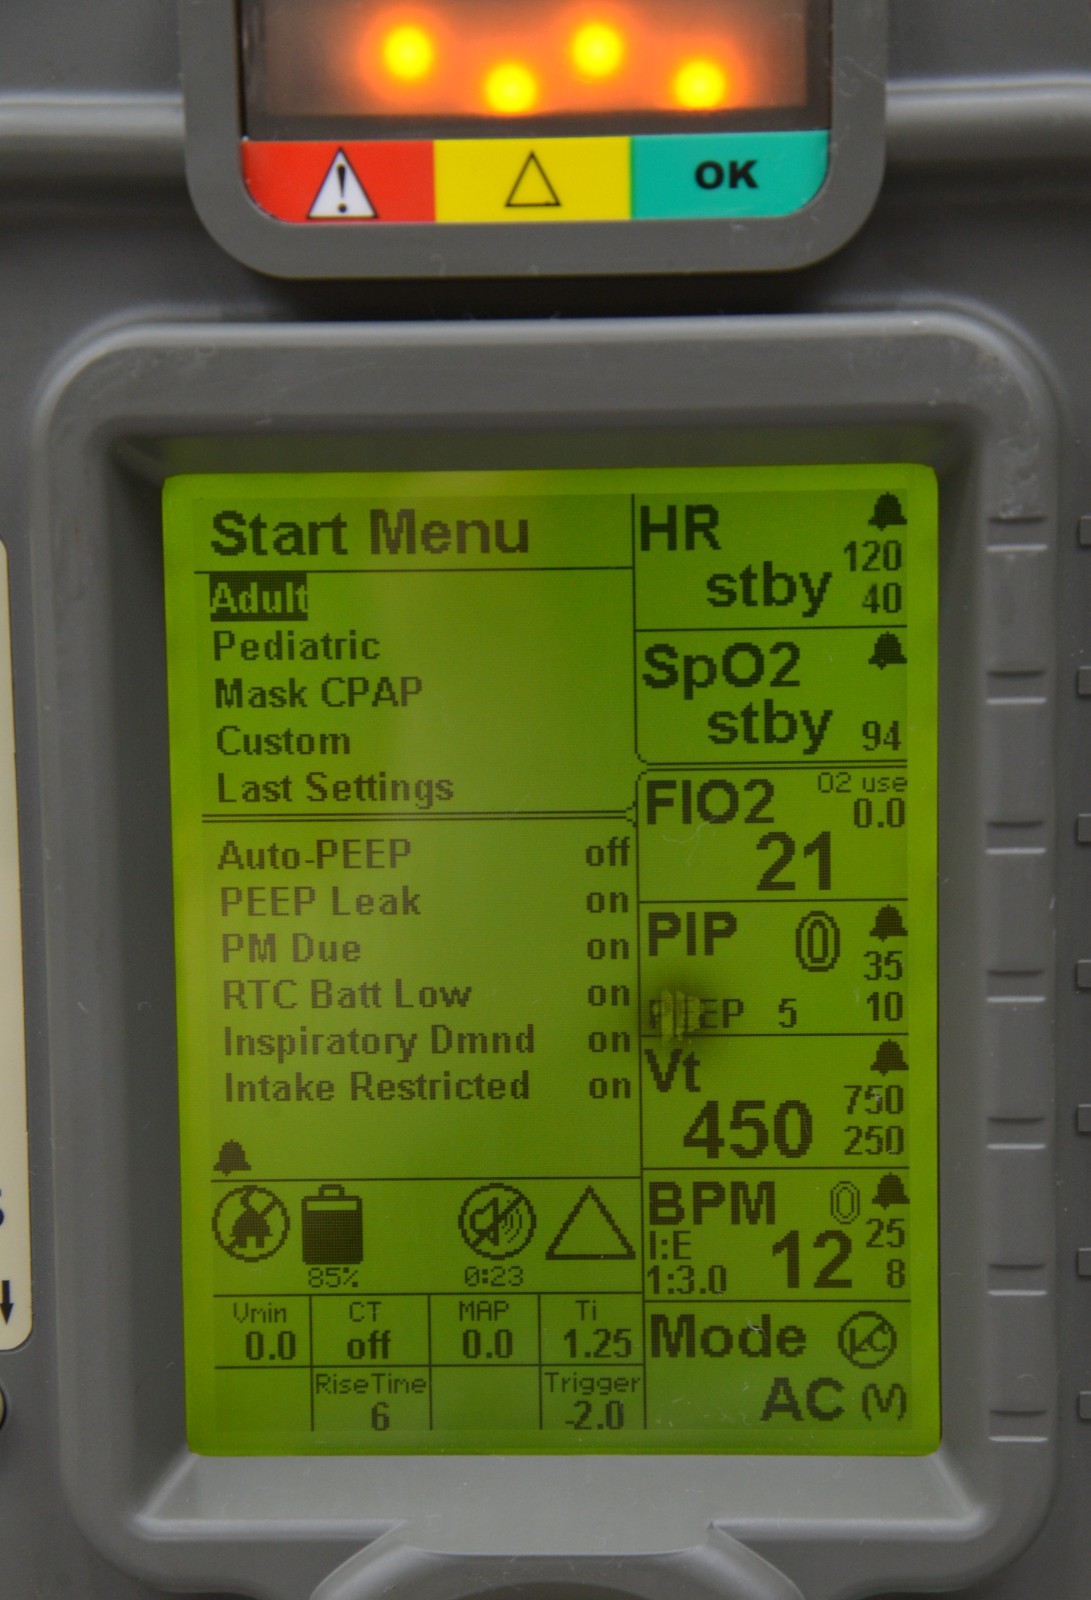 OK
Start Menu
Adult
Pediatric
Mask CPAP
Custom
Last Settings
Auto-PEEP off
PEEP Leak on
PM Due on
RTC Batt Low on
Inspiratory Dmnd on
Intake Restricted on
85%
0:23
Vmin CT MAP Ti
0.0 off 0.0 1.25
RiseTime Trigger
6 -2.0
HR
120
stby 40
SpO2
stby 94
FIO2 O2 use
0.0
21
PIP 0
35
PEEP 5 10
Vt
750
450 250
BPM 0
I:E 25
1:3.0 12 8
Mode
AC (V)
S